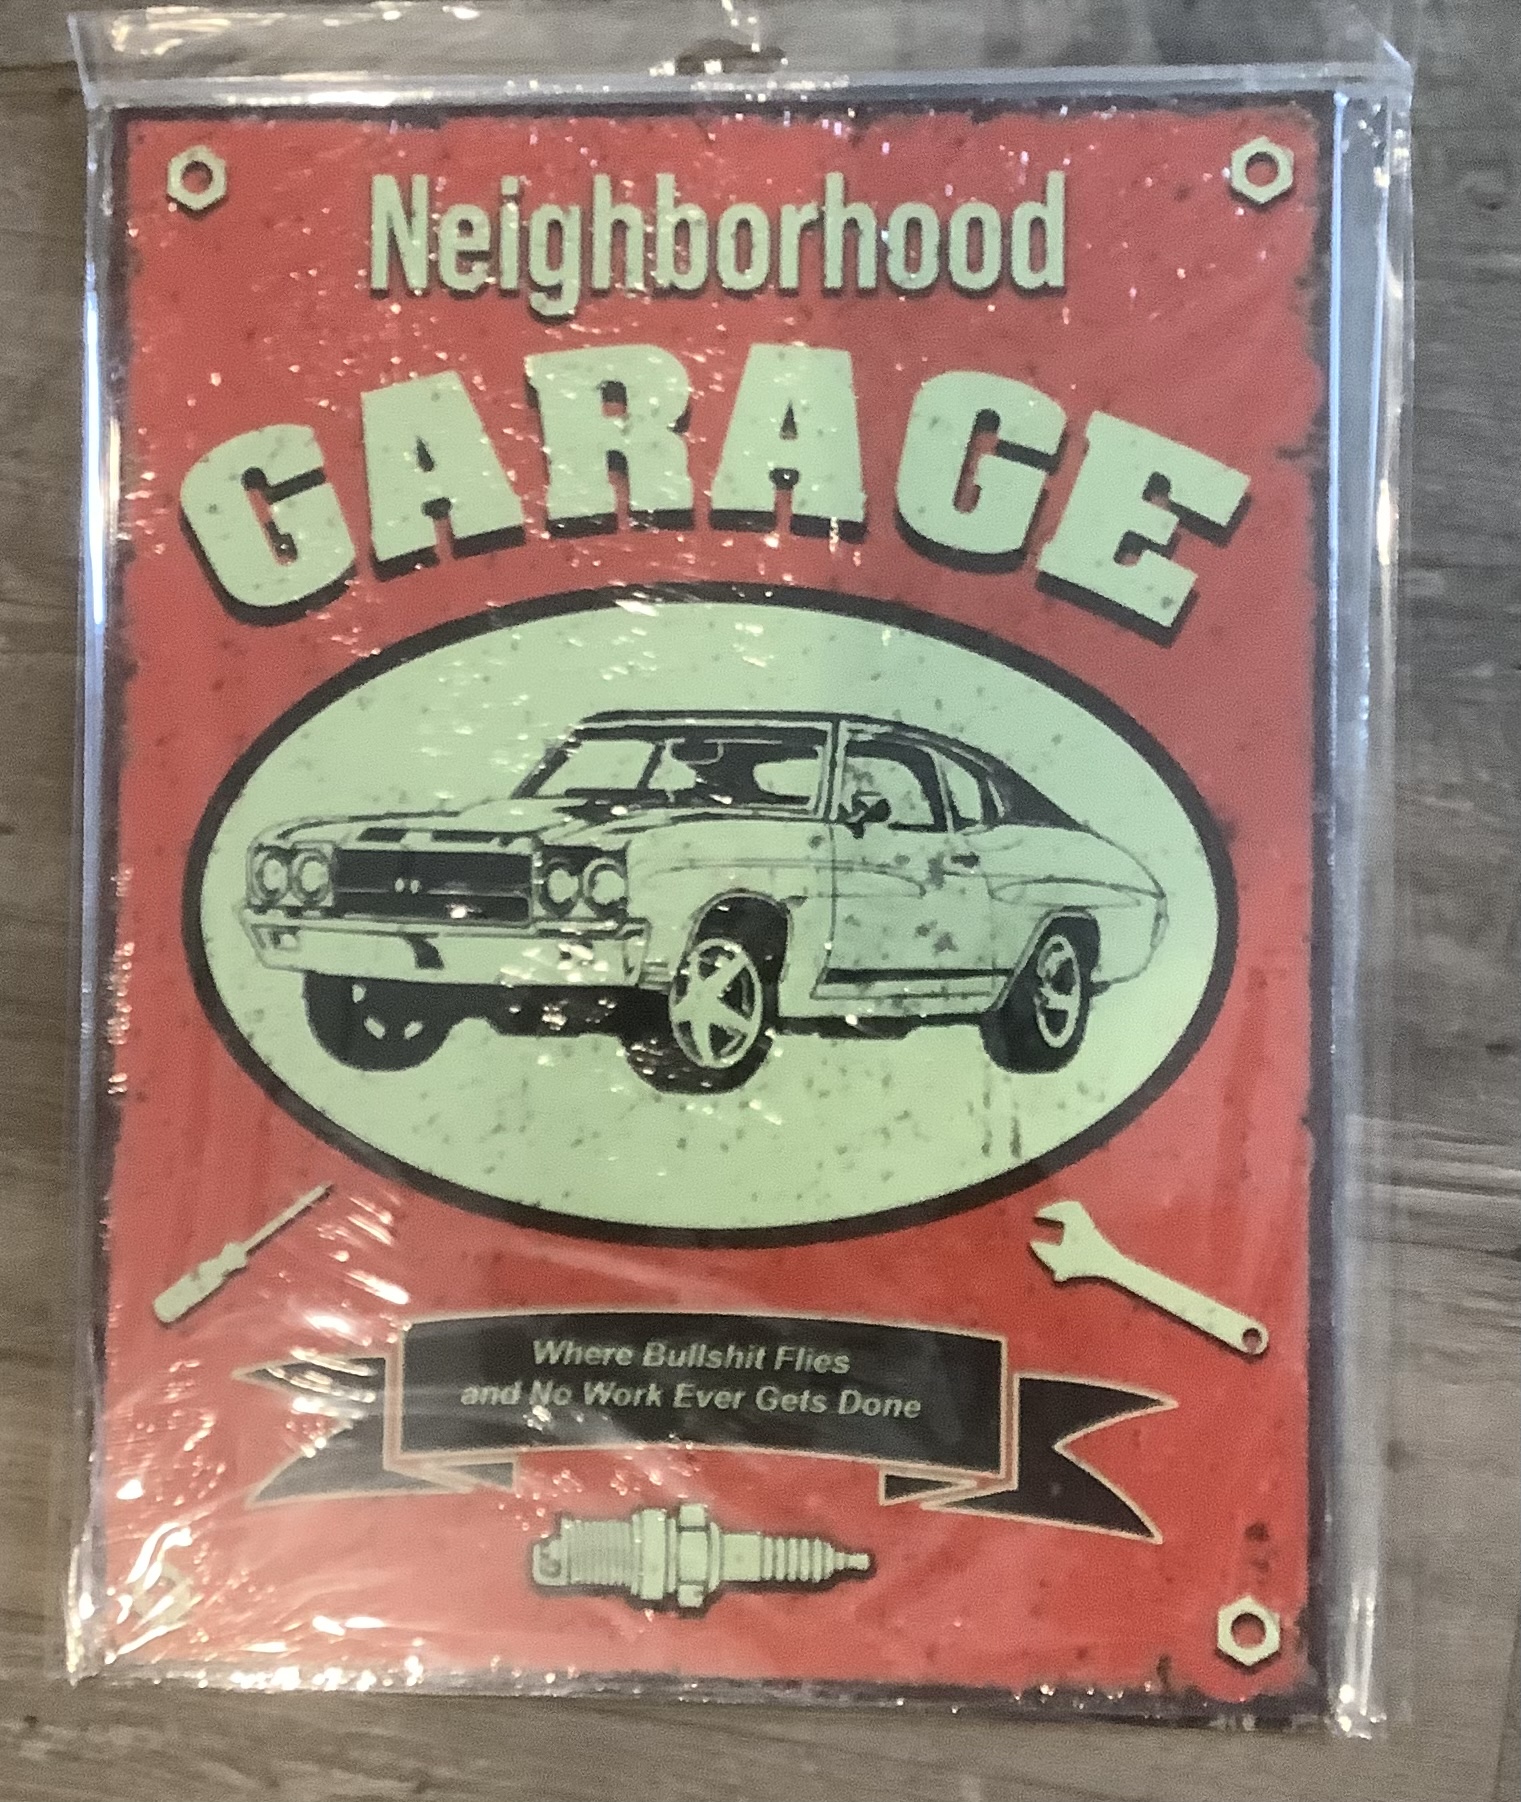 Neighborhood
GARAGE
Where Bullshit Flies
and No Work Ever Gets Done